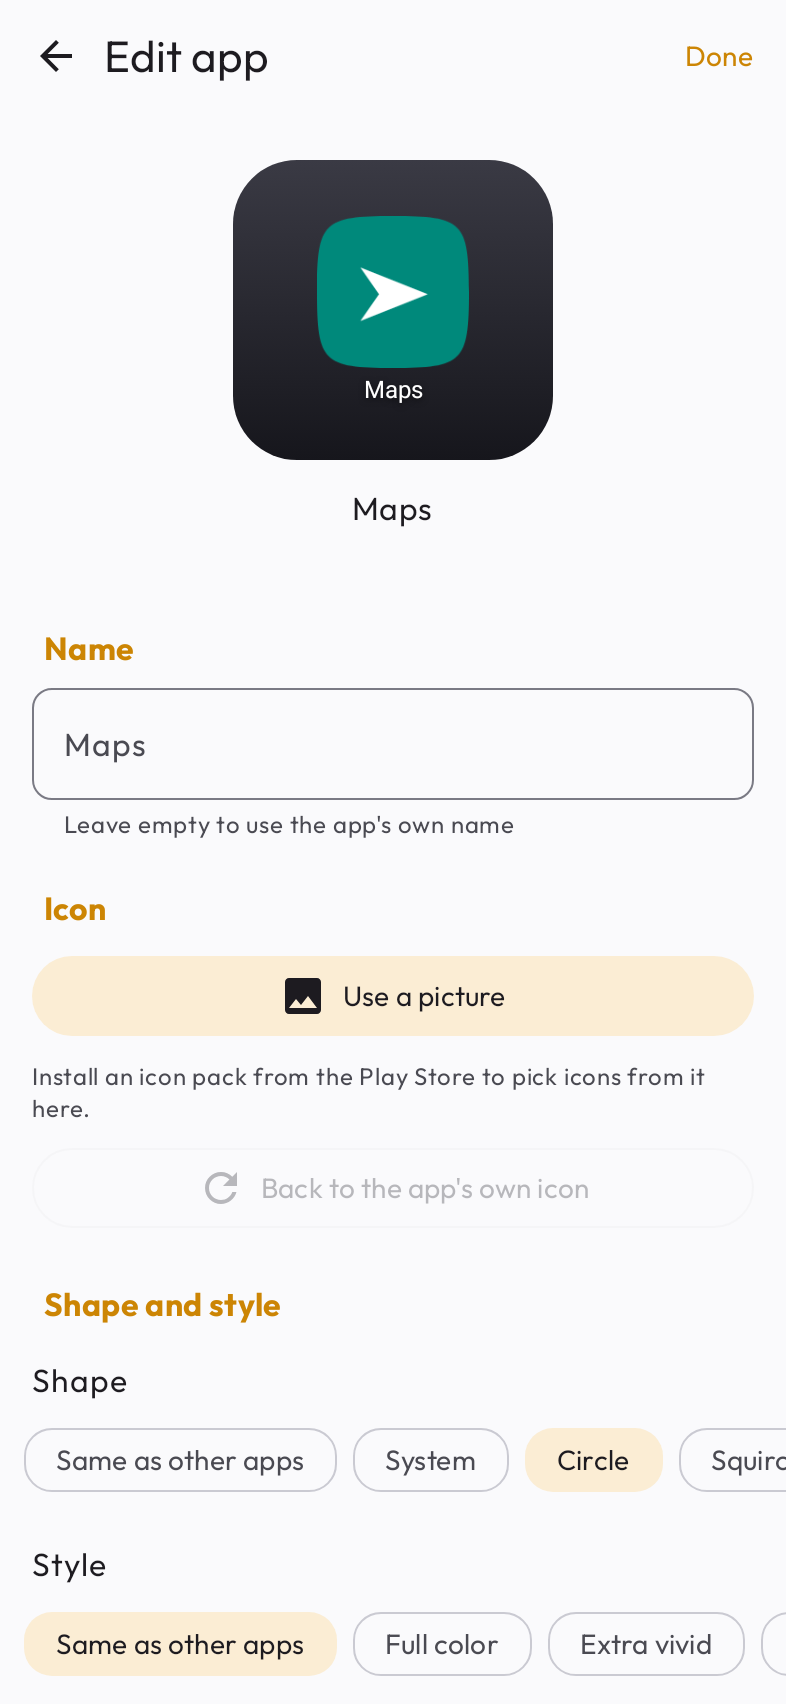 Edit app
Done
Maps
Maps
Name
Maps
Leave empty to use the app's own name
Icon
Use a picture
Install an icon pack from the Play Store to pick icons from it
here.
Back to the app's own icon
Shape and style
Shape
Same as other apps
System
Circle
Style
Same as other apps
Full color
Extra vivid